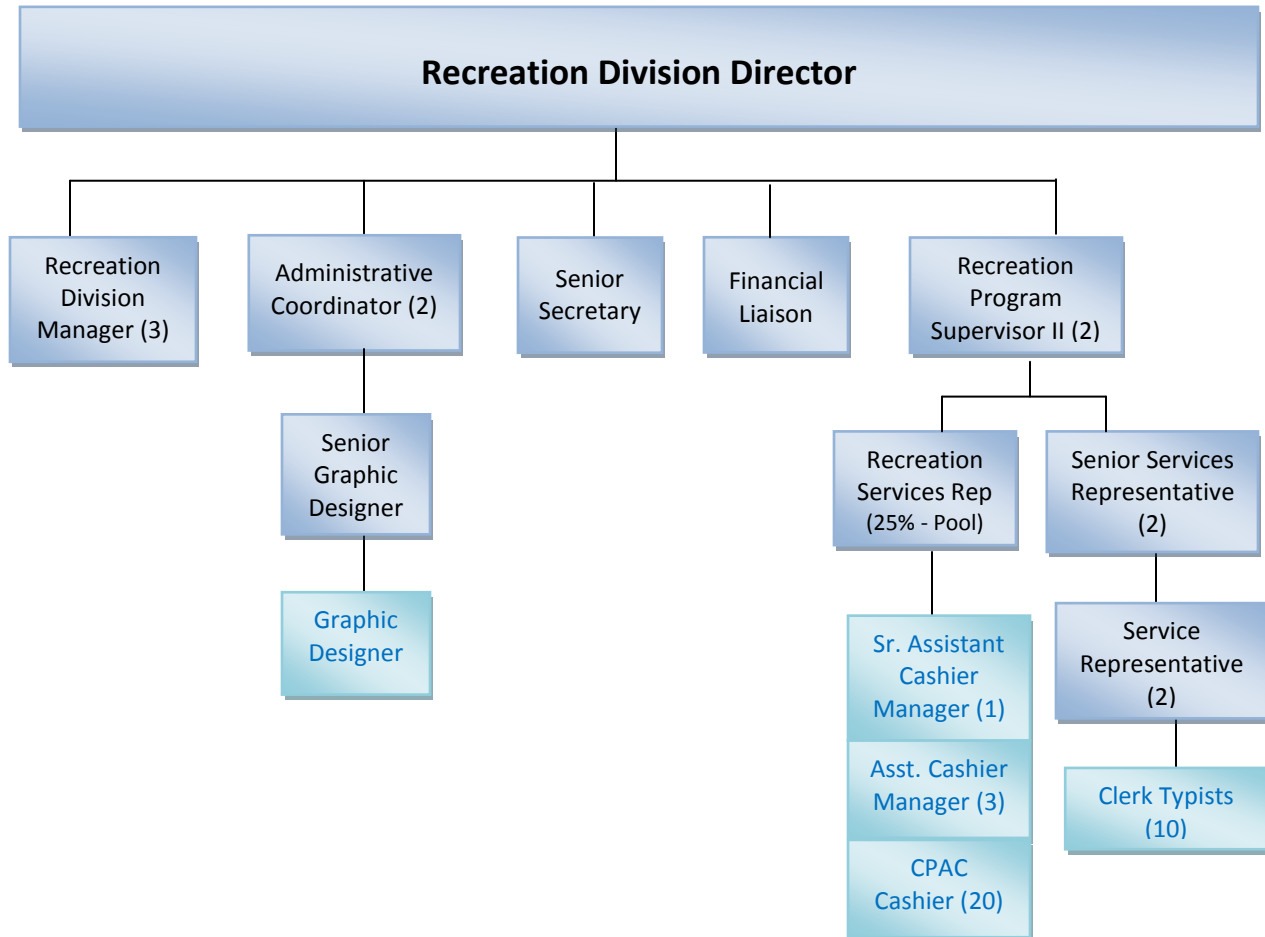 Recreation Division Director
Recreation
Division
Manager (3)
Administrative
Coordinator (2)
Senior
Secretary
Financial
Liaison
Recreation
Program
Supervisor II (2)
Senior
Graphic
Designer
Graphic
Designer
Recreation
Services Rep
(25% - Pool)
Sr. Assistant
Cashier
Manager (1)
Asst. Cashier
Manager (3)
CPAC
Cashier (20)
Senior Services
Representative
(2)
Service
Representative
(2)
Clerk Typists
(10)